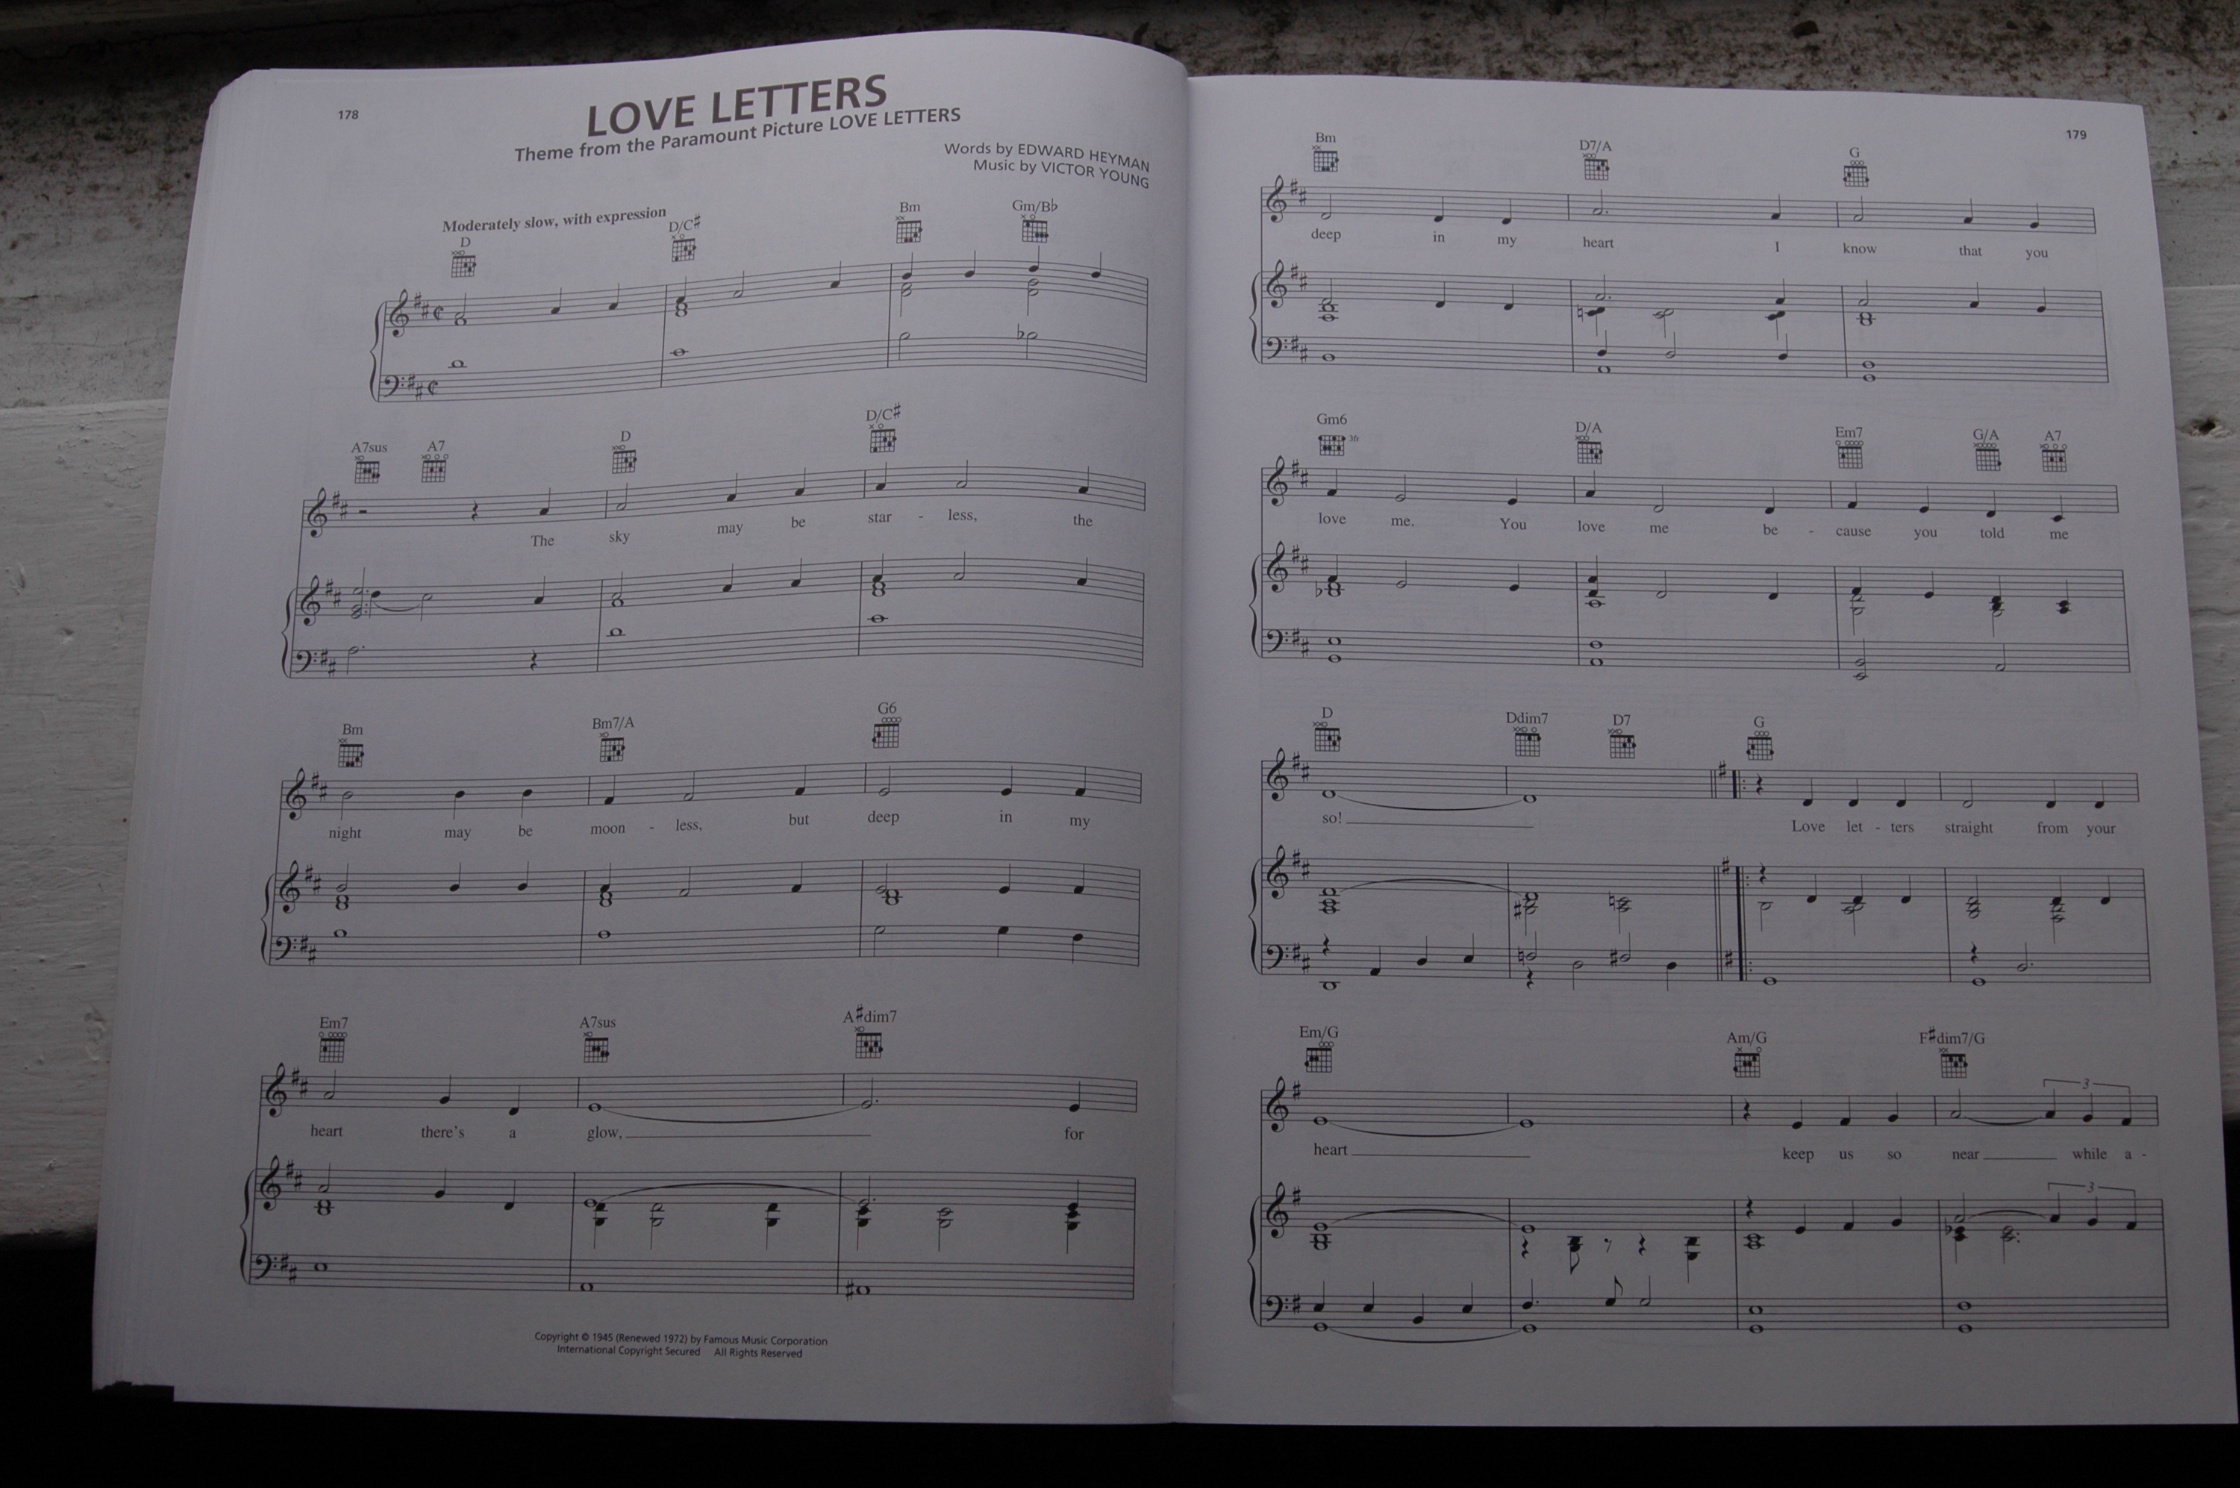 178
LOVE LETTERS
Theme from the Paramount Picture LOVE LETTERS
Words by EDWARD HEYMAN
Music by VICTOR YOUNG
Moderately slow, with expression
D D/C♯ Bm Gm/B♭
A7sus A7 D D/C♯
The sky may be star - less, the
Bm Bm7/A G6
night may be moon - less, but deep in my
Em7 A7sus A♯dim7
heart there's a glow, for
Copyright © 1945 (Renewed 1972) by Famous Music Corporation
International Copyright Secured All Rights Reserved
179
Bm D7/A G
deep in my heart I know that you
Gm6 D/A Em7 G/A A7
3fr
love me. You love me be - cause you told me
D Ddim7 D7 G
so! Love let - ters straight from your
Em/G Am/G F♯dim7/G
3
heart keep us so near while a -
3